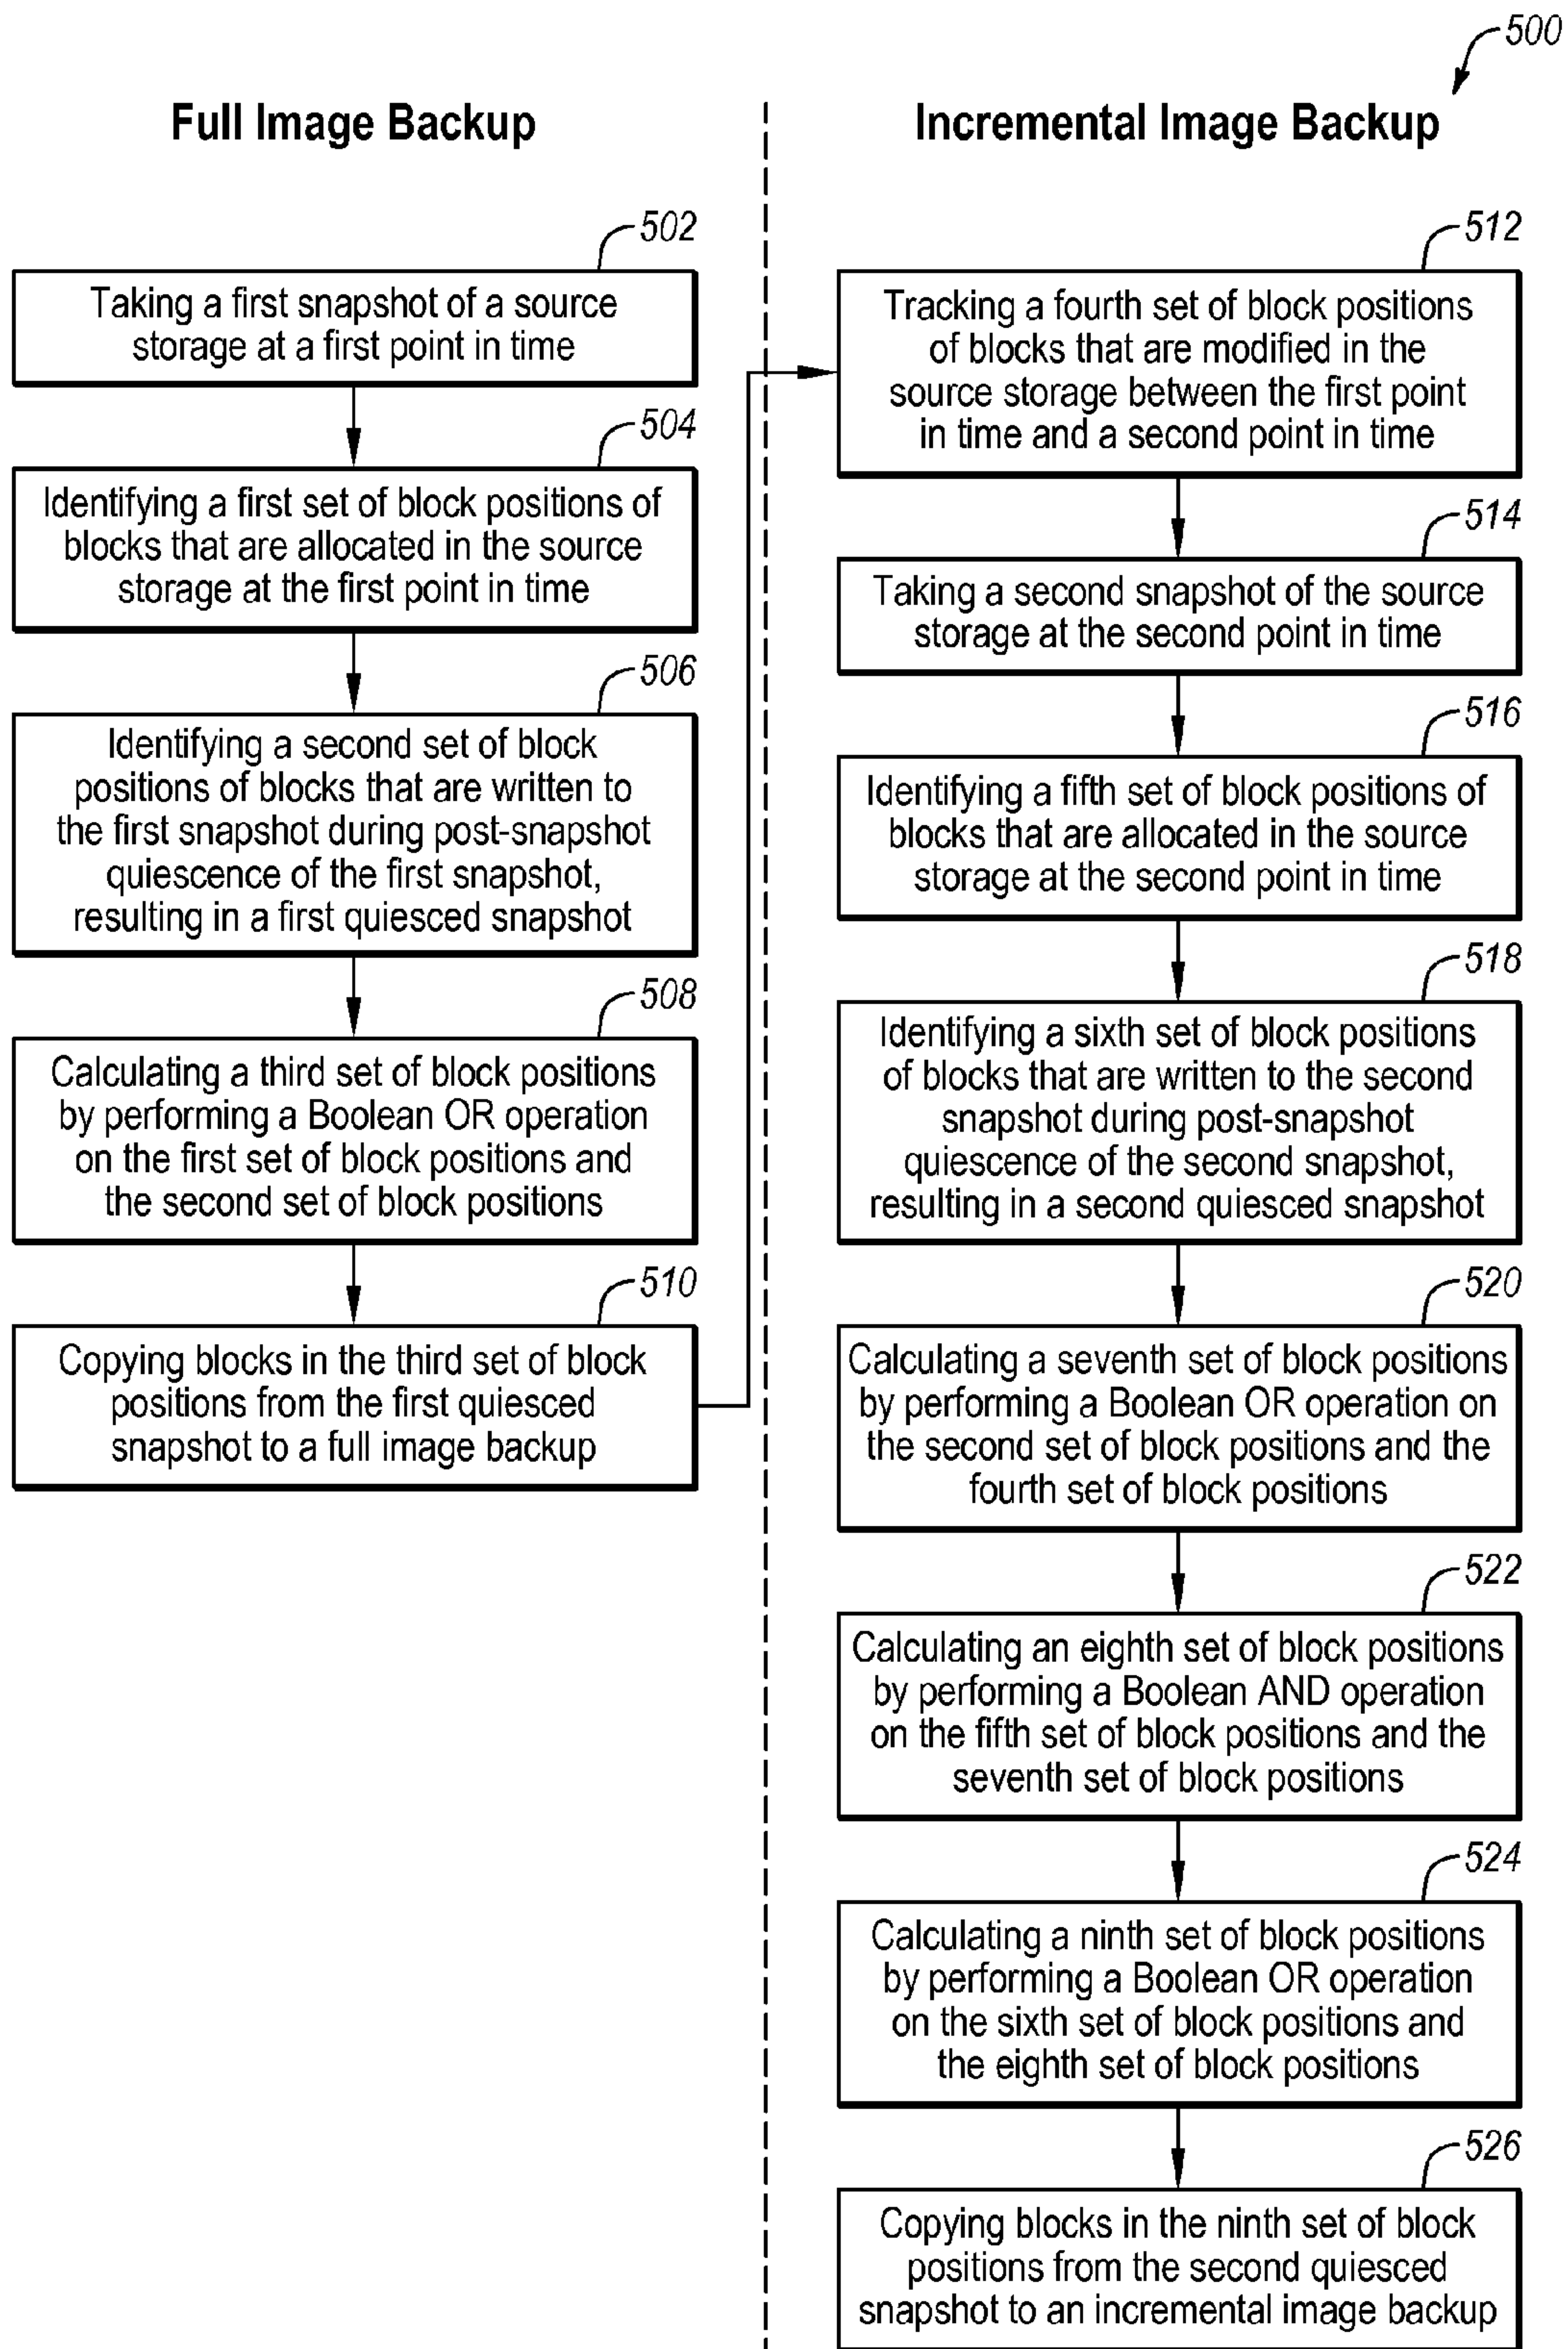 500
Full Image Backup
Incremental Image Backup
502
Taking a first snapshot of a source
storage at a first point in time
504
Identifying a first set of block positions of
blocks that are allocated in the source
storage at the first point in time
506
Identifying a second set of block
positions of blocks that are written to
the first snapshot during post-snapshot
quiescence of the first snapshot,
resulting in a first quiesced snapshot
508
Calculating a third set of block positions
by performing a Boolean OR operation
on the first set of block positions and
the second set of block positions
510
Copying blocks in the third set of block
positions from the first quiesced
snapshot to a full image backup
512
Tracking a fourth set of block positions
of blocks that are modified in the
source storage between the first point
in time and a second point in time
514
Taking a second snapshot of the source
storage at the second point in time
516
Identifying a fifth set of block positions of
blocks that are allocated in the source
storage at the second point in time
518
Identifying a sixth set of block positions
of blocks that are written to the second
snapshot during post-snapshot
quiescence of the second snapshot,
resulting in a second quiesced snapshot
520
Calculating a seventh set of block positions
by performing a Boolean OR operation on
the second set of block positions and the
fourth set of block positions
522
Calculating an eighth set of block positions
by performing a Boolean AND operation
on the fifth set of block positions and the
seventh set of block positions
524
Calculating a ninth set of block positions
by performing a Boolean OR operation
on the sixth set of block positions and
the eighth set of block positions
526
Copying blocks in the ninth set of block
positions from the second quiesced
snapshot to an incremental image backup